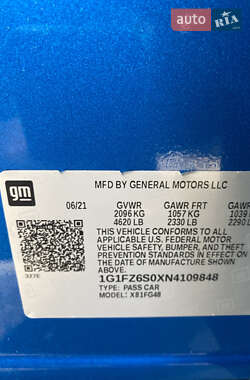 AUTO
RIA
gm
MFD BY GENERAL MOTORS LLC
06/21 GVWR GAWR FRT GAWR
2096 KG 1057 KG 1039
4620 LB 2330 LB 2290
THIS VEHICLE CONFORMS TO ALL
APPLICABLE U.S. FEDERAL MOTOR
VEHICLE SAFETY, BUMPER, AND THEFT
PREVENTION STANDARDS IN EFFECT ON
THE DATE OF MANUFACTURE SHOWN ABOVE.
1G1FZ6S0XN4109848
TYPE: PASS CAR
MODEL: